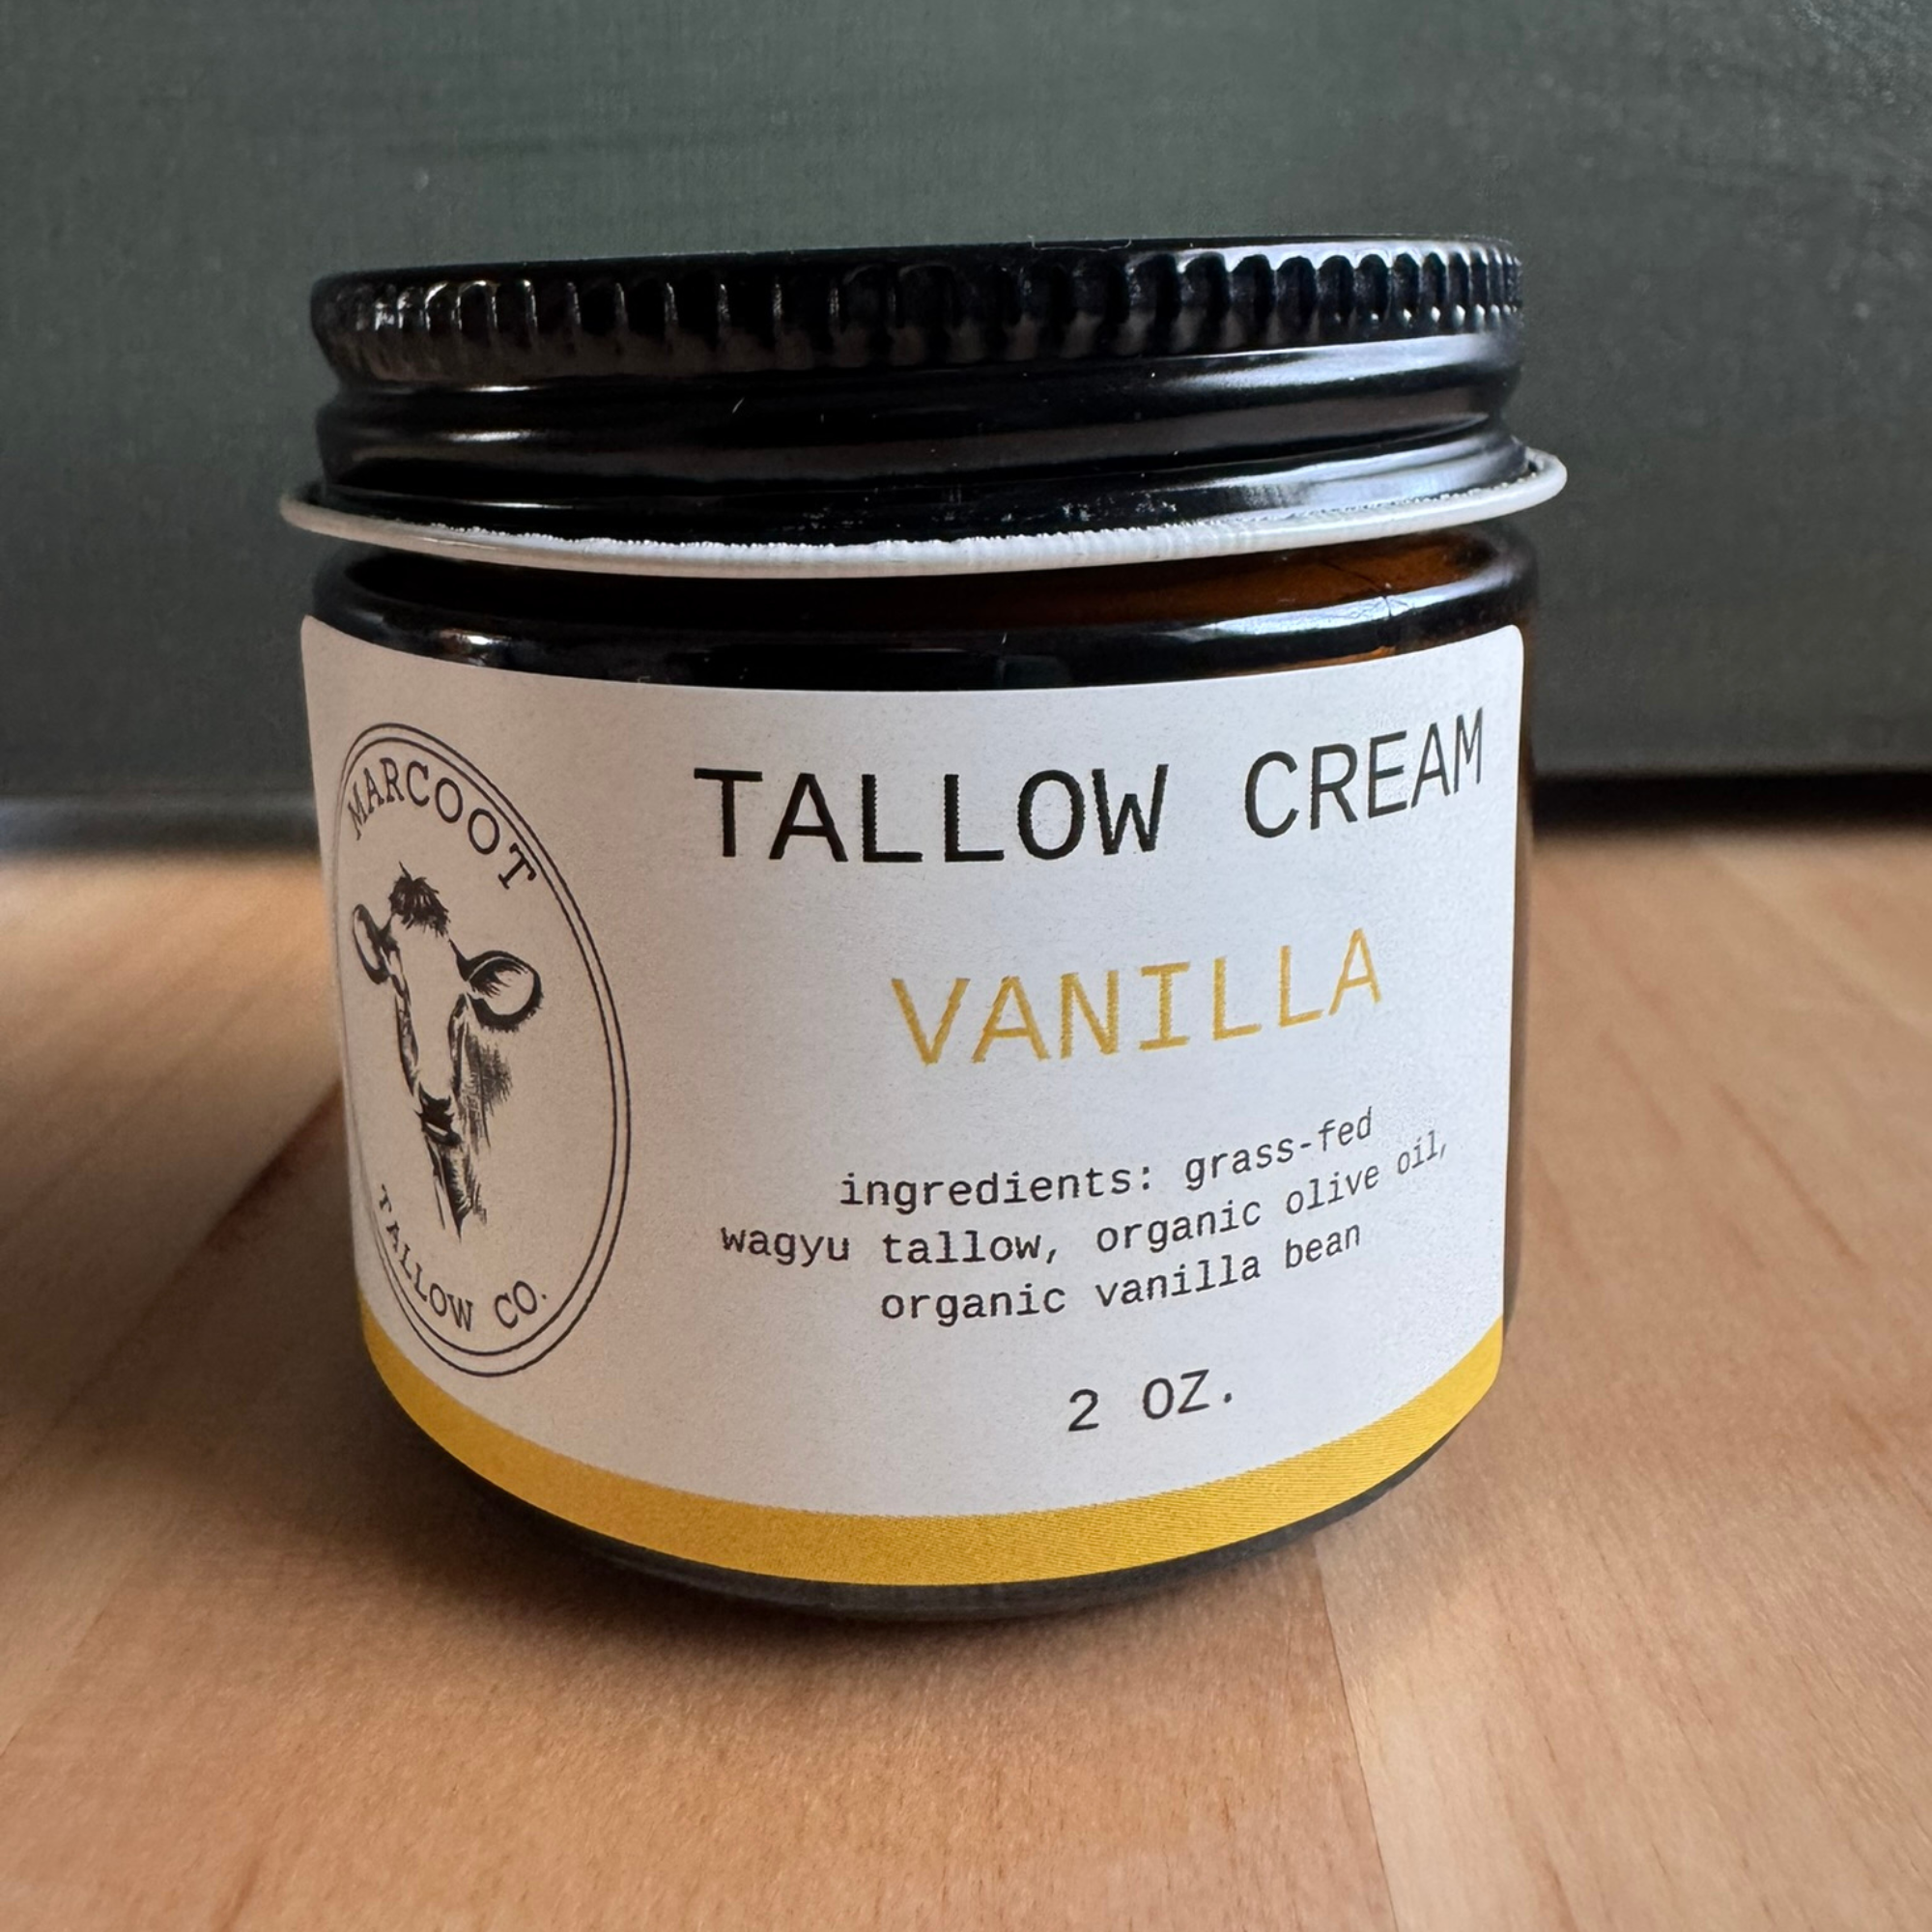 MARCOOT
TALLOW CO.
TALLOW CREAM
VANILLA
ingredients: grass-fed
wagyu tallow, organic olive oil,
organic vanilla bean
2 OZ.